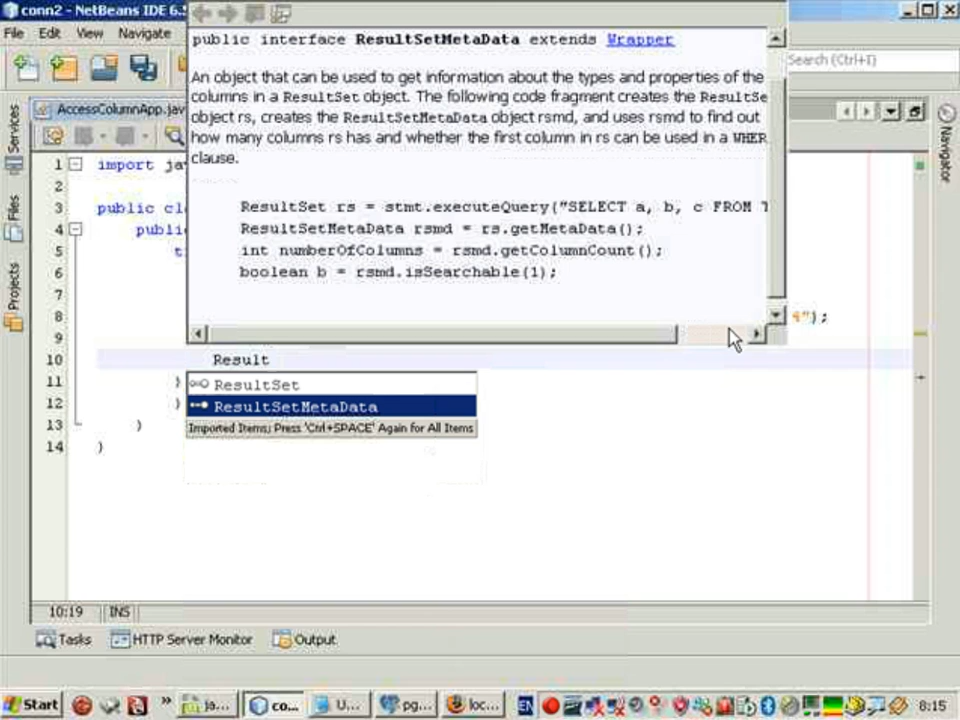 conn2 - NetBeans IDE 6.
File Edit View Navigate
Search (Ctrl+I)
public interface ResultSetMetaData extends Wrapper
An object that can be used to get information about the types and properties of the
columns in a ResultSet object. The following code fragment creates the ResultSe
object rs, creates the ResultSetMetaData object rsmd, and uses rsmd to find out
how many columns rs has and whether the first column in rs can be used in a WHER
clause.
ResultSet rs = stmt.executeQuery("SELECT a, b, c FROM T
ResultSetMetaData rsmd = rs.getMetaData();
int numberOfColumns = rsmd.getColumnCount();
boolean b = rsmd.isSearchable(1);
AccessColumnApp.jav
Services
Files
Projects
Navigator
1 import ja
2
3 public cl
4 publi
5 t
6
7
8 4");
9
10 Result
11 }
12 }
13 }
14 }
ResultSet
ResultSetMetaData
Imported Items; Press 'Ctrl+SPACE' Again for All Items
10:19 INS
Tasks HTTP Server Monitor Output
Start » ja... co... U... pg... loc... EN 8:15